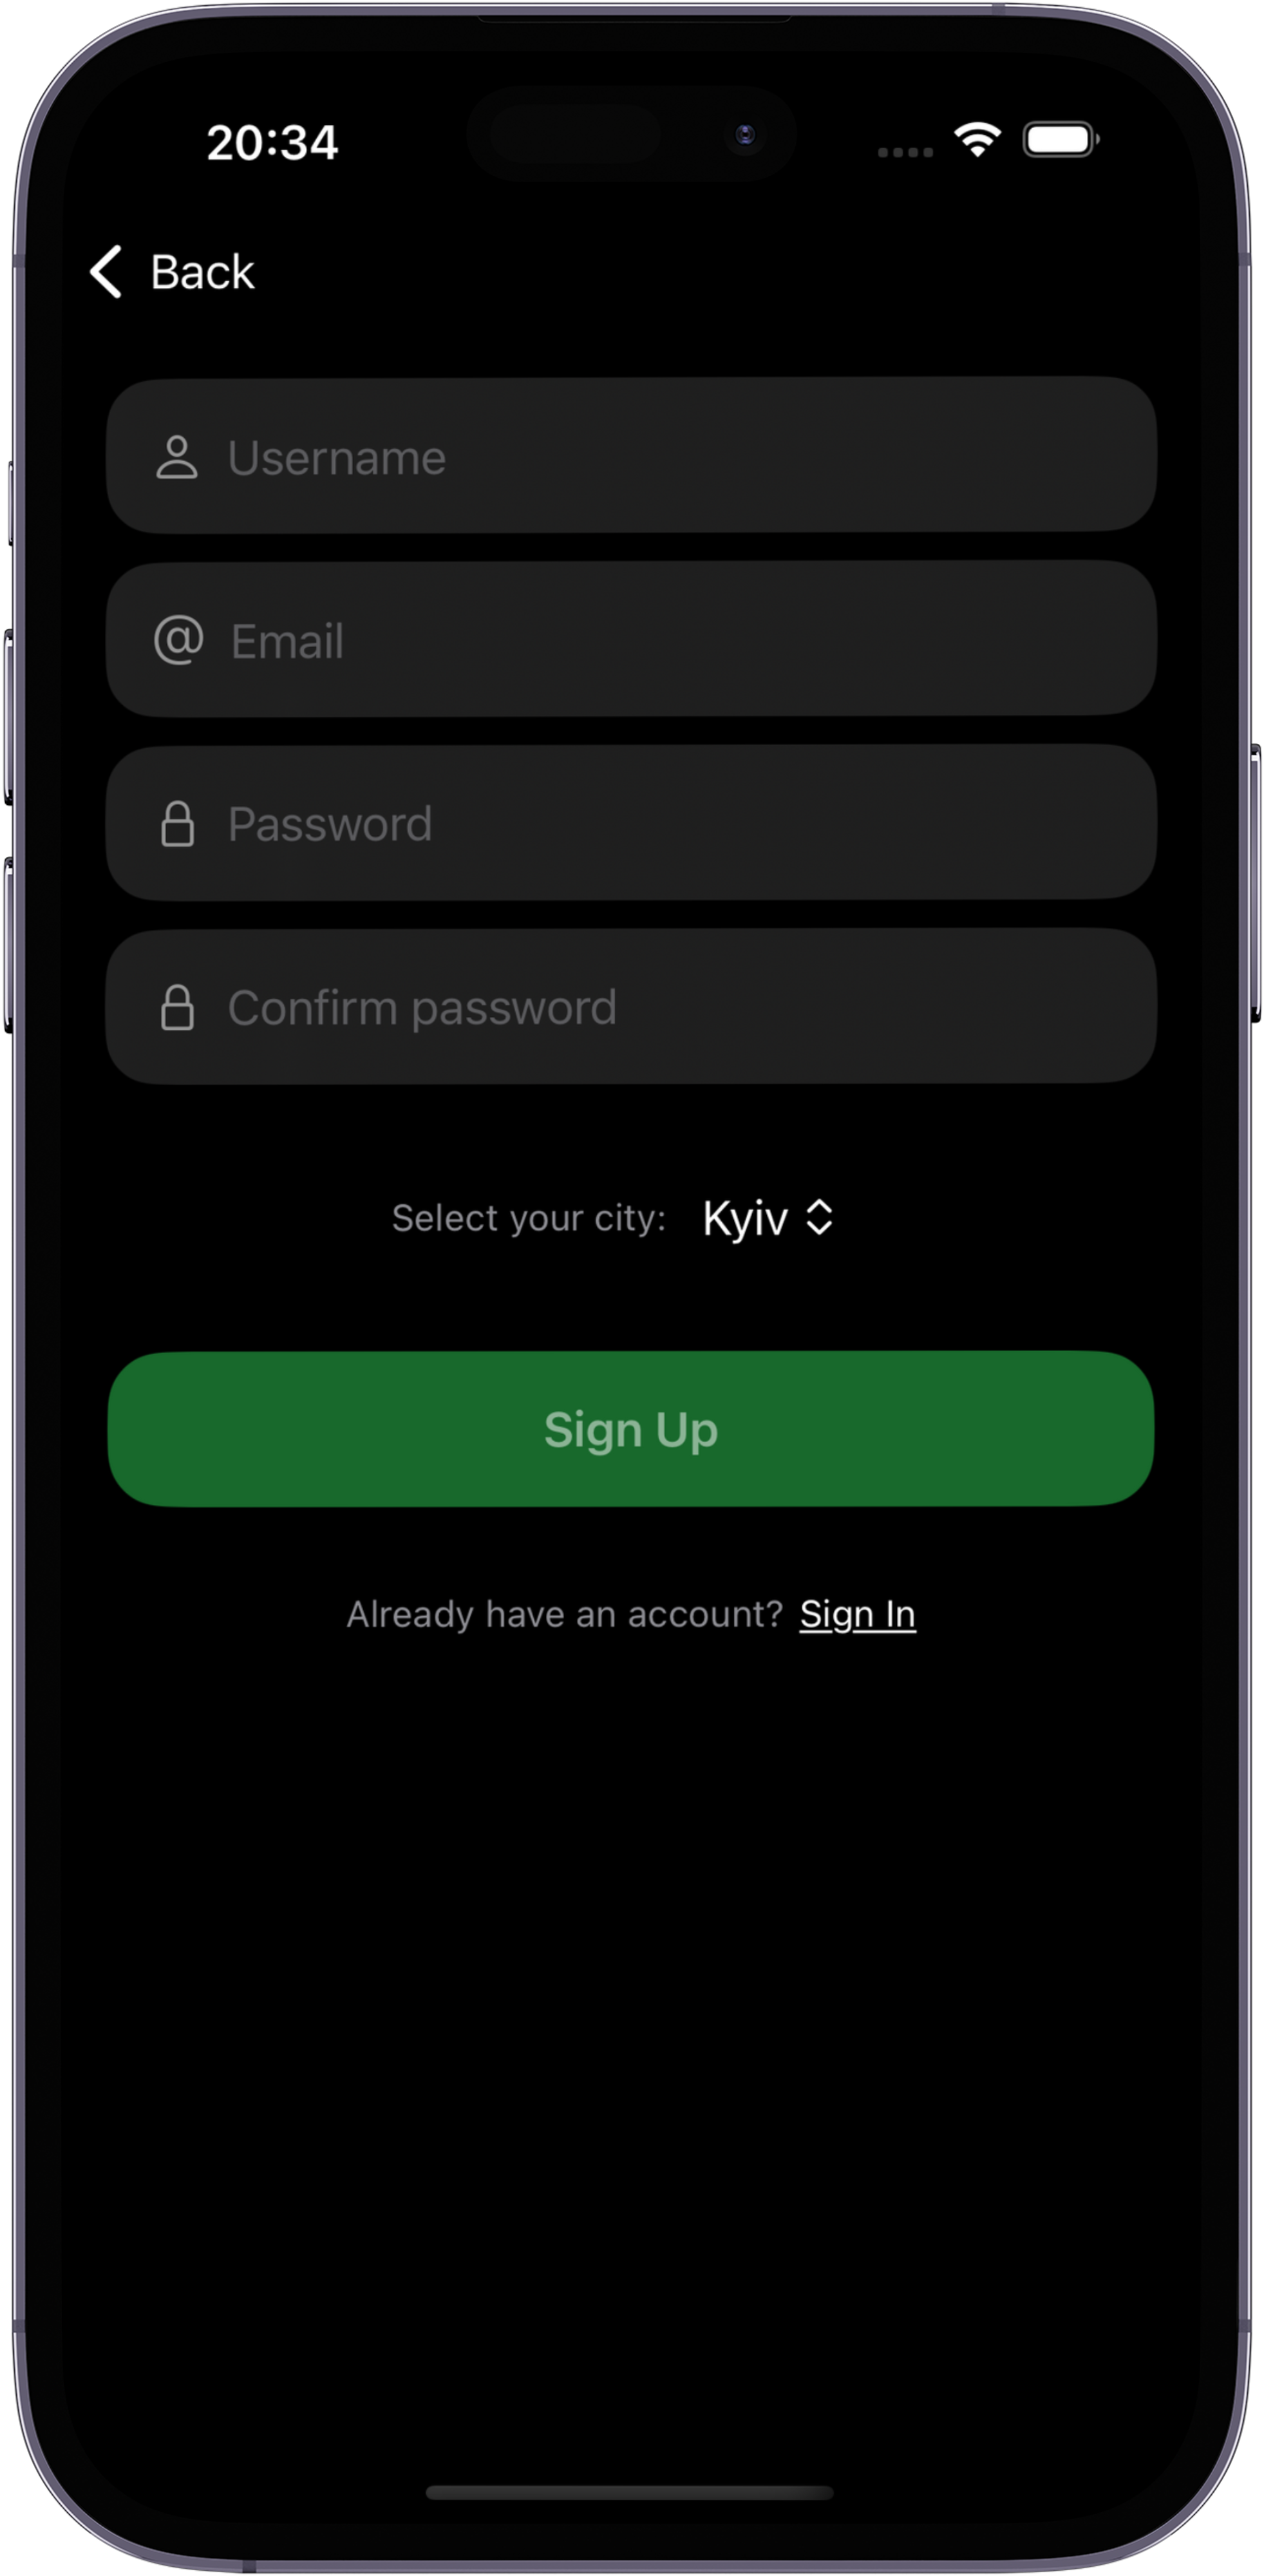 20:34
Back
Username
@ Email
Password
Confirm password
Select your city: Kyiv
Sign Up
Already have an account? Sign In